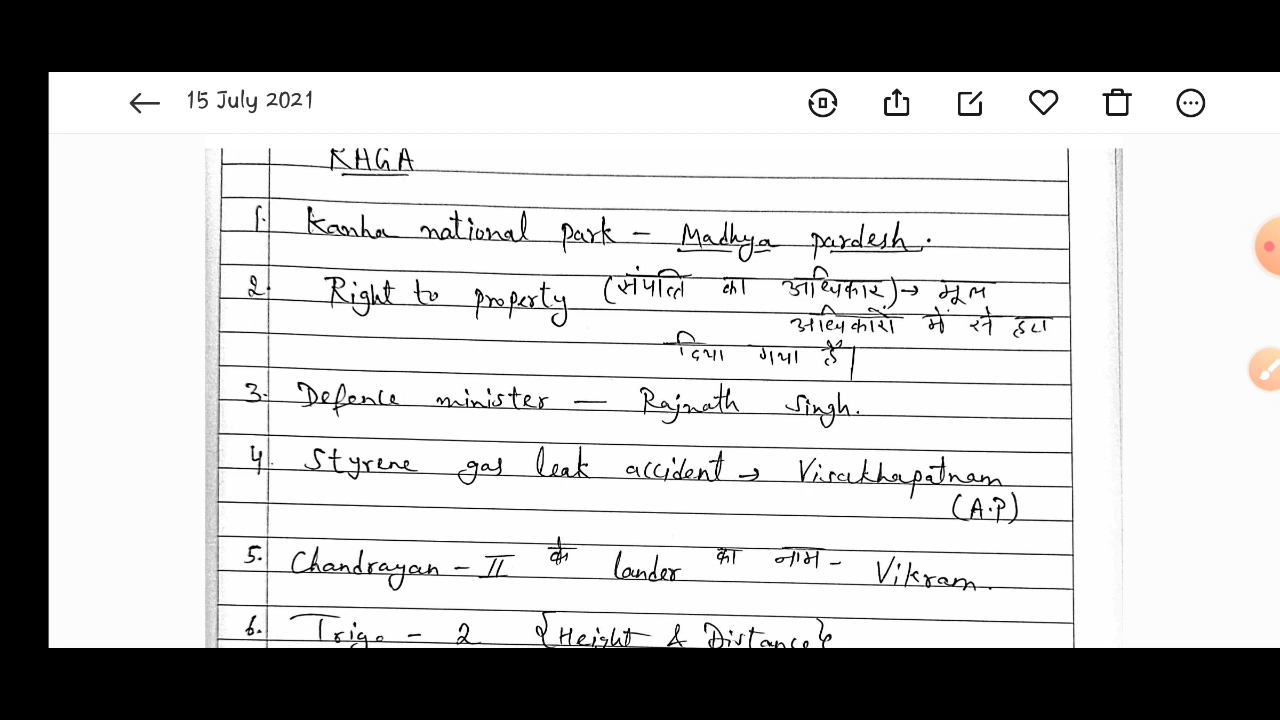 15 July 2021
RAGA
1. Kanha national park - Madhya pardesh.
2. Right to property (संपत्ति का अधिकार) → मूल
अधिकारों में से हटा
दिया गया है।
3. Defence minister — Rajnath Singh.
4. Styrene gas leak accident → Visakhapatnam
(A.P)
5. Chandrayan - II के lander का नाम - Vikram.
6. Trigo - 2 {Height & Distance}